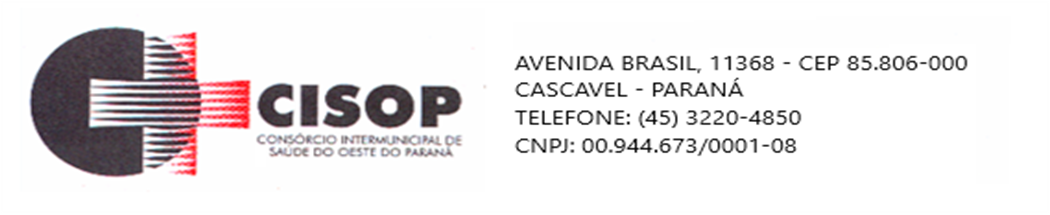 CISOP
CONSÓRCIO INTERMUNICIPAL DE
SAÚDE DO OESTE DO PARANÁ
AVENIDA BRASIL, 11368 - CEP 85.806-000
CASCAVEL - PARANÁ
TELEFONE: (45) 3220-4850
CNPJ: 00.944.673/0001-08